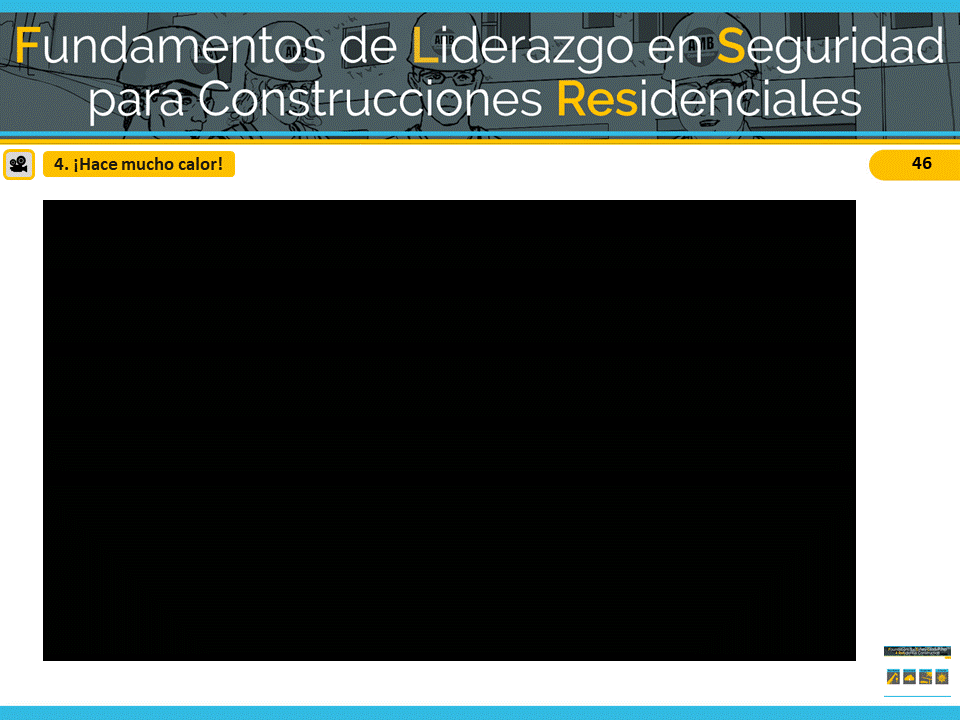 Fundamentos de Liderazgo en Seguridad
para Construcciones Residenciales
4. ¡Hace mucho calor!
46